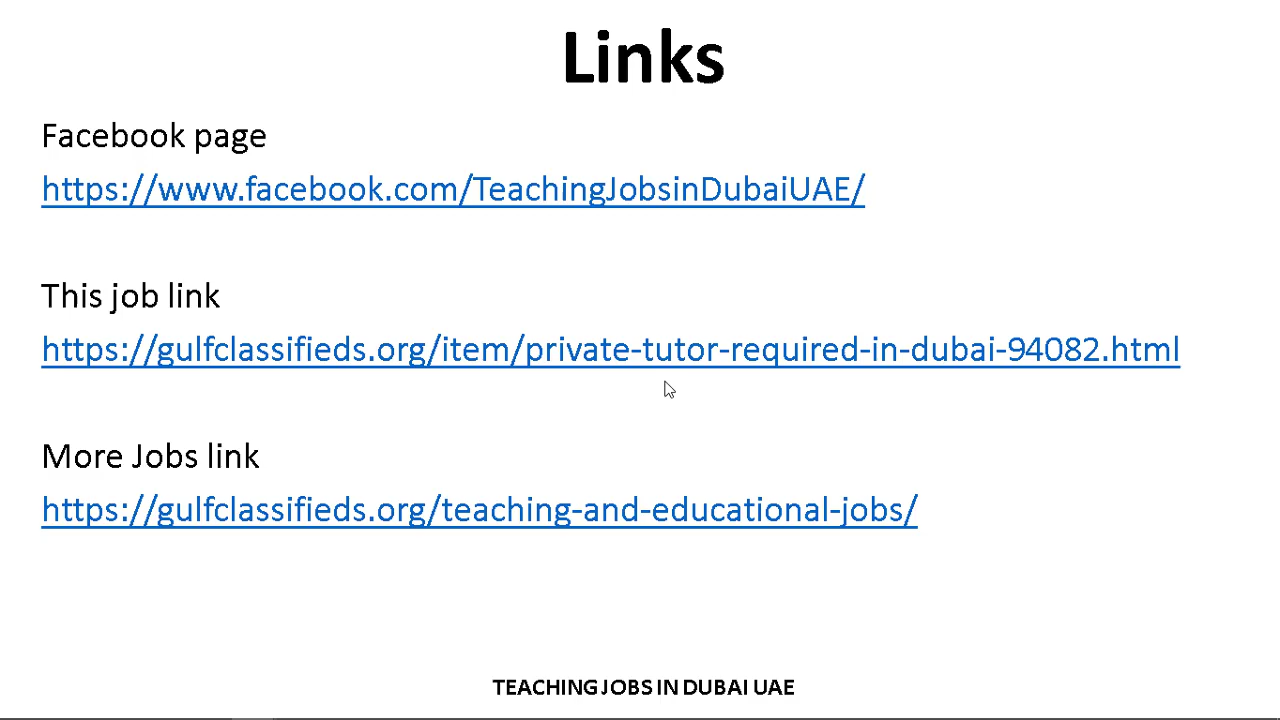 Links
Facebook page
https://www.facebook.com/TeachingJobsinDubaiUAE/
This job link
https://gulfclassifieds.org/item/private-tutor-required-in-dubai-94082.html
More Jobs link
https://gulfclassifieds.org/teaching-and-educational-jobs/
TEACHING JOBS IN DUBAI UAE